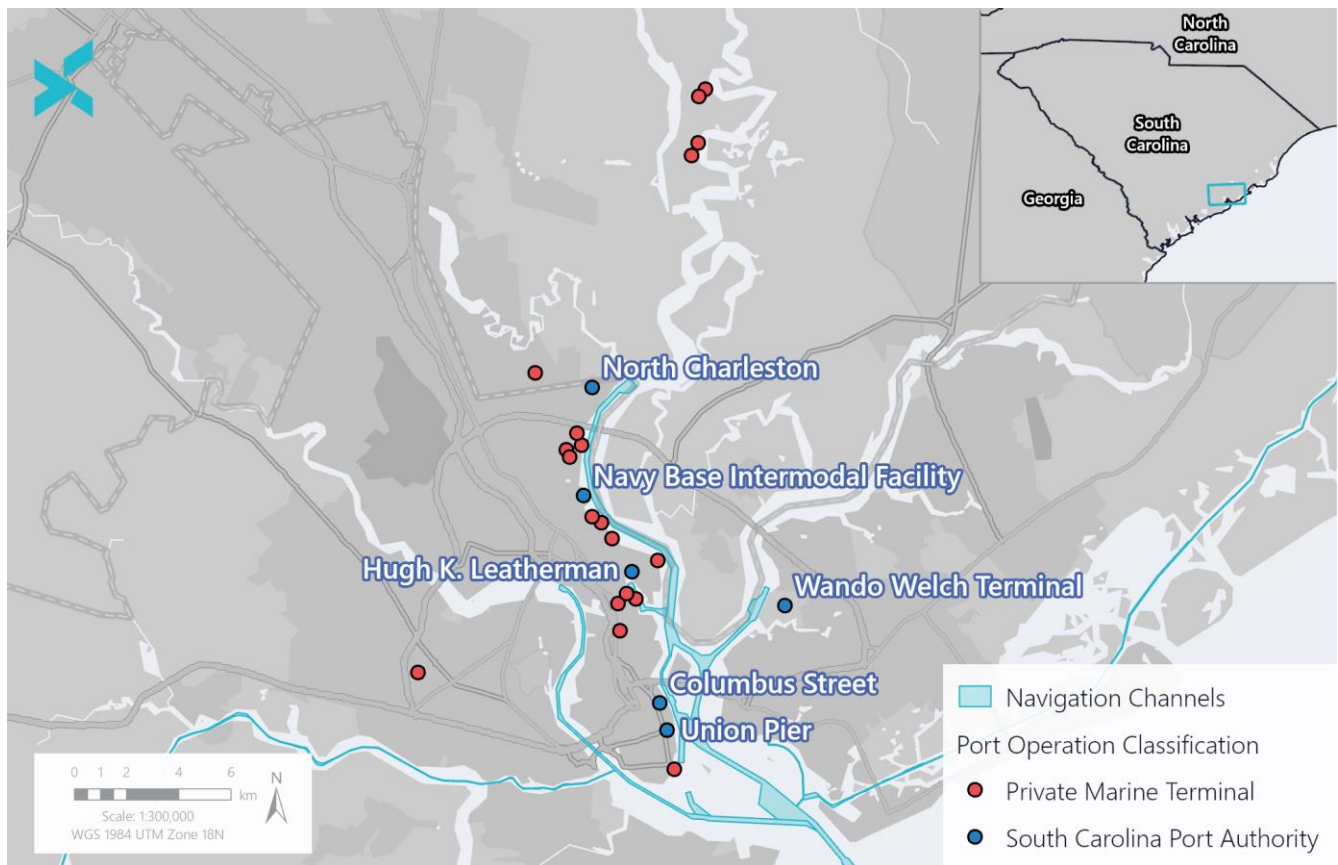 North
Carolina
South
Carolina
Georgia
North Charleston
Navy Base Intermodal Facility
Hugh K. Leatherman
Wando Welch Terminal
Columbus Street
Union Pier
0 1 2 4 6
km
N
Scale: 1:300,000
WGS 1984 UTM Zone 18N
Navigation Channels
Port Operation Classification
Private Marine Terminal
South Carolina Port Authority